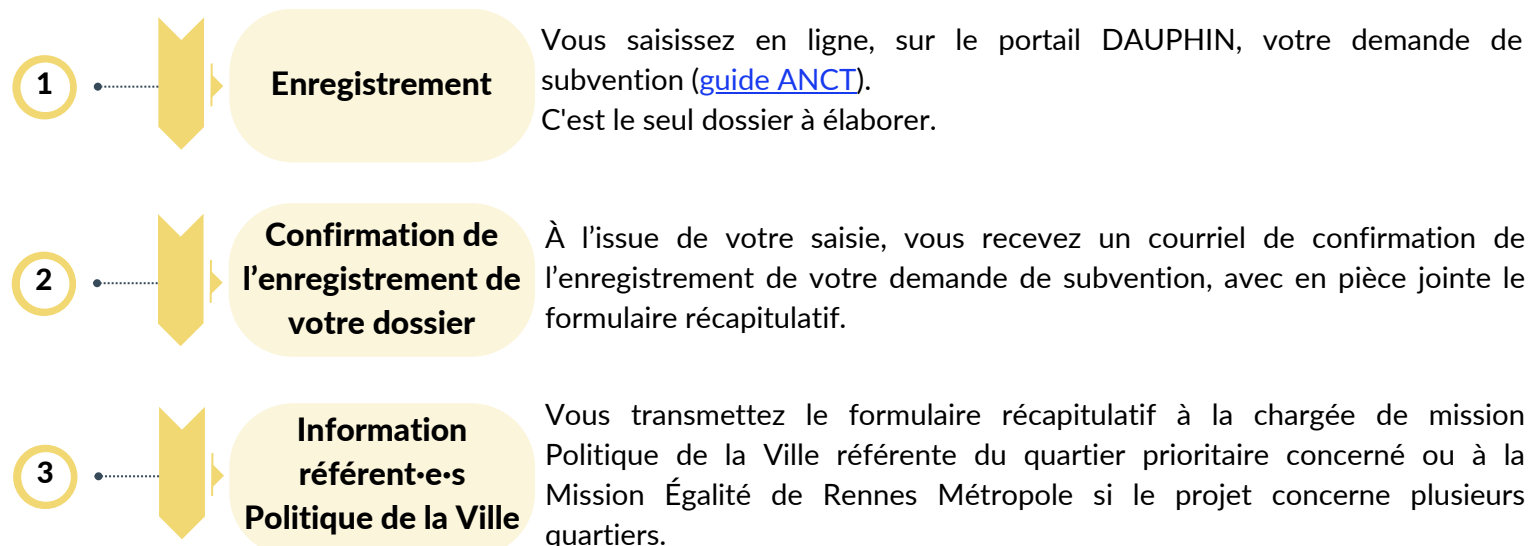 1
Enregistrement
Vous saisissez en ligne, sur le portail DAUPHIN, votre demande de
subvention (guide ANCT).
C'est le seul dossier à élaborer.
2
Confirmation de
l’enregistrement de
votre dossier
À l’issue de votre saisie, vous recevez un courriel de confirmation de
l’enregistrement de votre demande de subvention, avec en pièce jointe le
formulaire récapitulatif.
3
Information
référent·e·s
Politique de la Ville
Vous transmettez le formulaire récapitulatif à la chargée de mission
Politique de la Ville référente du quartier prioritaire concerné ou à la
Mission Égalité de Rennes Métropole si le projet concerne plusieurs
quartiers.